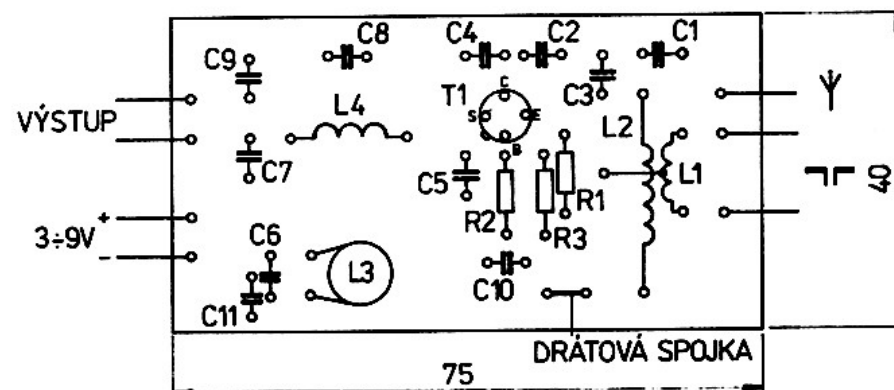 C8
C4
C2
C1
C9
T1
C
S
E
B
C3
L4
L2
VÝSTUP
C7
C5
L1
R2
R3
R1
40
+
3÷9V
-
C6
L3
C10
C11
DRÁTOVÁ SPOJKA
75